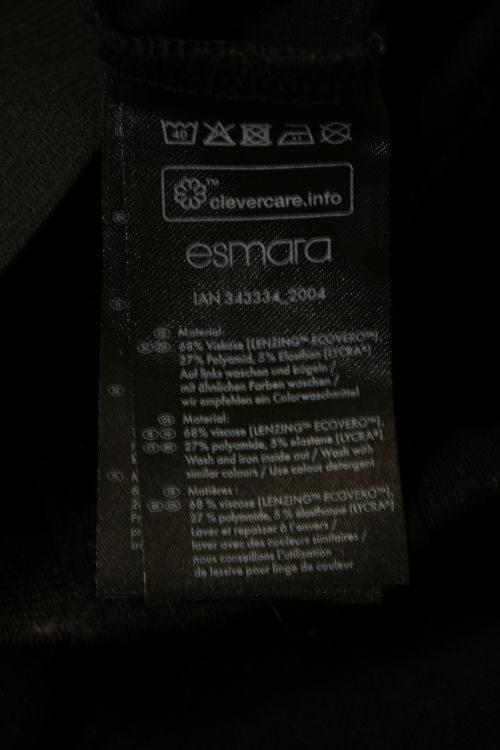 40
clevercare.info
esmara
IAN 343334_2004
Material:
68% Viskose (LENZING™ ECOVERO™),
27% Polyamid, 5% Elasthan (LYCRA®)
Auf links waschen und bügeln /
mit ähnlichen Farben waschen /
wir empfehlen ein Colorwaschmittel
Material:
68% viscose (LENZING™ ECOVERO™),
27% polyamide, 5% elastane (LYCRA®)
Wash and iron inside out / Wash with
similar colours / Use colour detergent
Matières :
68 % viscose (LENZING™ ECOVERO™),
27 % polyamide, 5 % élasthanne (LYCRA®)
Laver et repasser à l'envers /
laver avec des couleurs similaires /
nous conseillons l'utilisation
de lessive pour linge de couleur